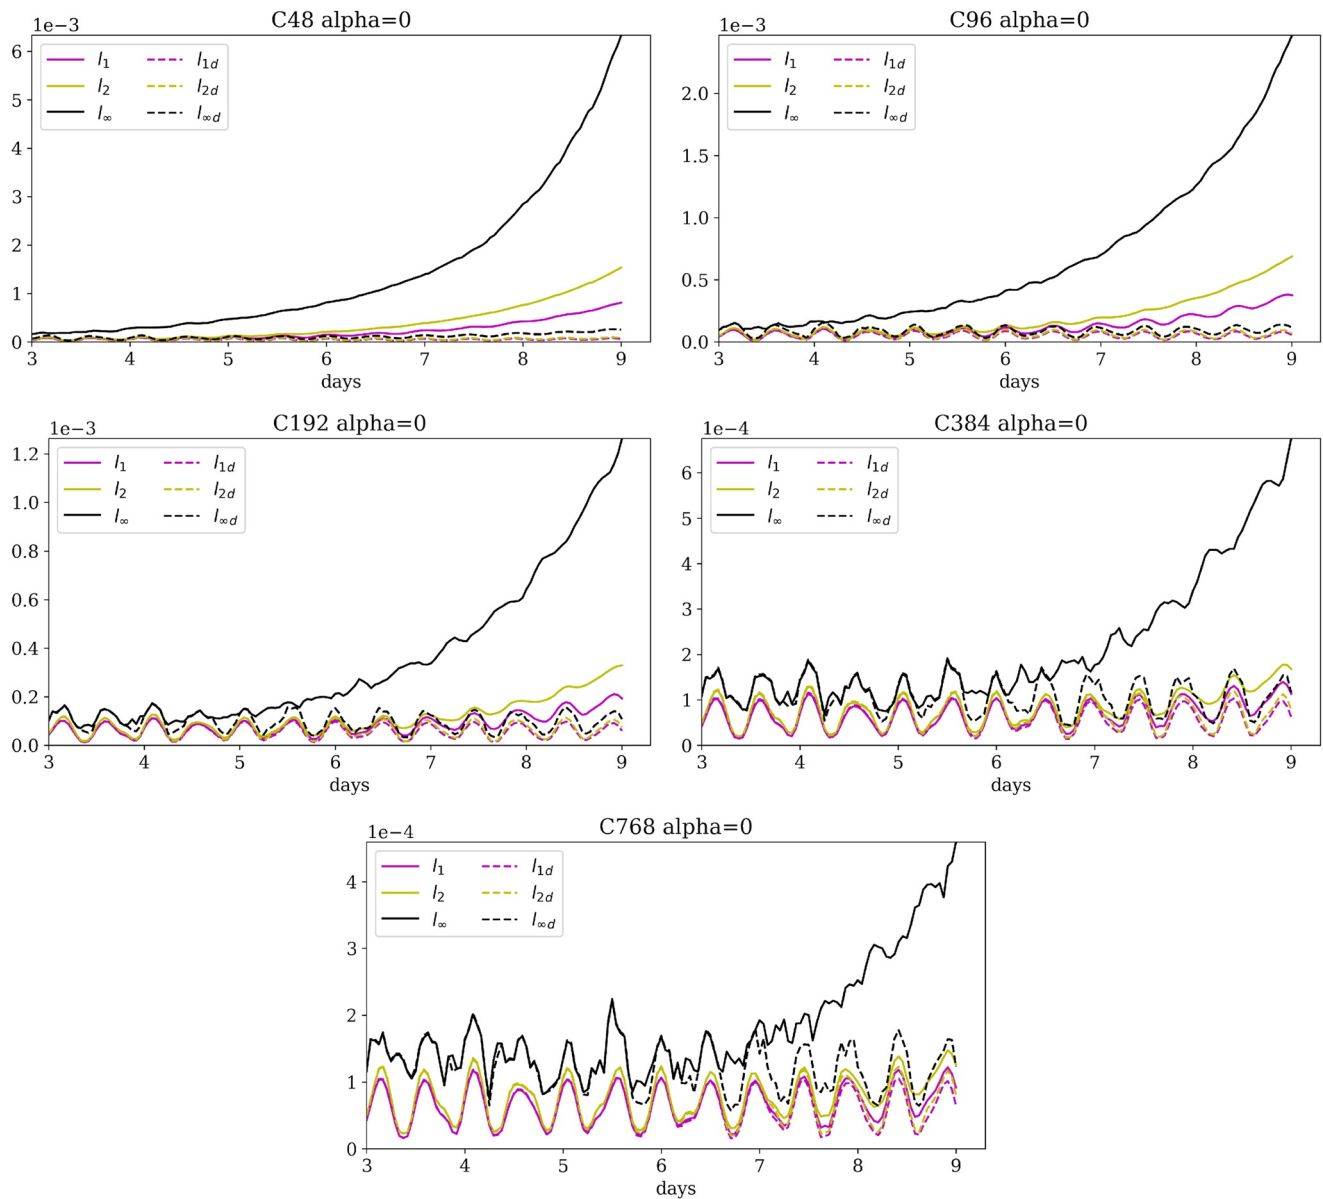 C48 alpha=0
1e−3
l1 l1d
l2 l2d
l∞ l∞d
6
5
4
3
2
1
0
3 4 5 6 7 8 9
days
C96 alpha=0
1e−3
l1 l1d
l2 l2d
l∞ l∞d
2.0
1.5
1.0
0.5
0.0
3 4 5 6 7 8 9
days
C192 alpha=0
1e−3
l1 l1d
l2 l2d
l∞ l∞d
1.2
1.0
0.8
0.6
0.4
0.2
0.0
3 4 5 6 7 8 9
days
C384 alpha=0
1e−4
l1 l1d
l2 l2d
l∞ l∞d
6
5
4
3
2
1
0
3 4 5 6 7 8 9
days
C768 alpha=0
1e−4
l1 l1d
l2 l2d
l∞ l∞d
4
3
2
1
0
3 4 5 6 7 8 9
days